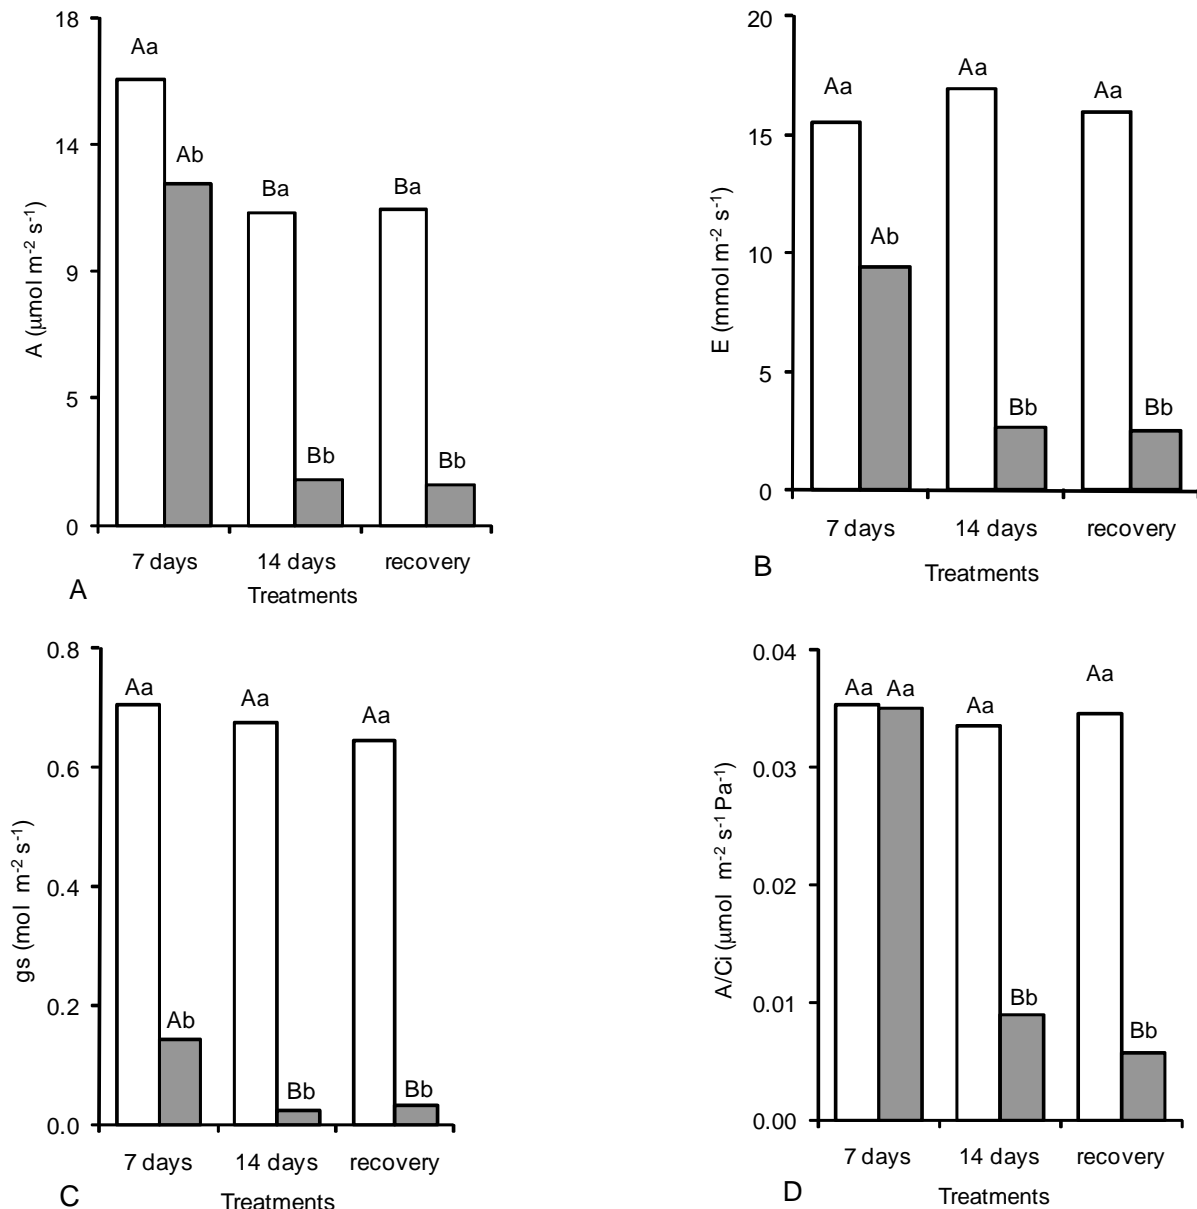 18
14
9
5
0
A (μmol m-2 s-1)
Aa
Ab
Ba
Bb
Ba
Bb
7 days
14 days
recovery
A
Treatments
20
15
10
5
0
E (mmol m-2 s-1)
Aa
Ab
Aa
Bb
Aa
Bb
7 days
14 days
recovery
B
Treatments
0.8
0.6
0.4
0.2
0.0
gs (mol m-2 s-1)
Aa
Ab
Aa
Bb
Aa
Bb
7 days
14 days
recovery
C
Treatments
0.04
0.03
0.02
0.01
0.00
A/Ci (μmol m-2 s-1 Pa-1)
Aa
Aa
Aa
Bb
Aa
Bb
7 days
14 days
recovery
D
Treatments